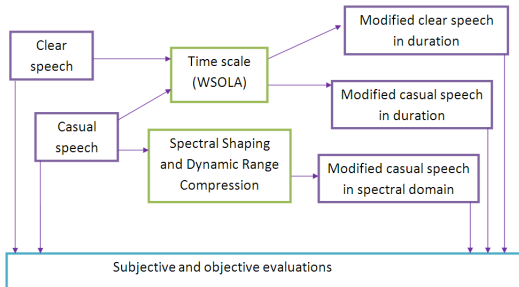 Clear
speech
Time scale
(WSOLA)
Modified clear speech
in duration
Modified casual speech
in duration
Casual
speech
Spectral Shaping
and Dynamic Range
Compression
Modified casual speech
in spectral domain
Subjective and objective evaluations